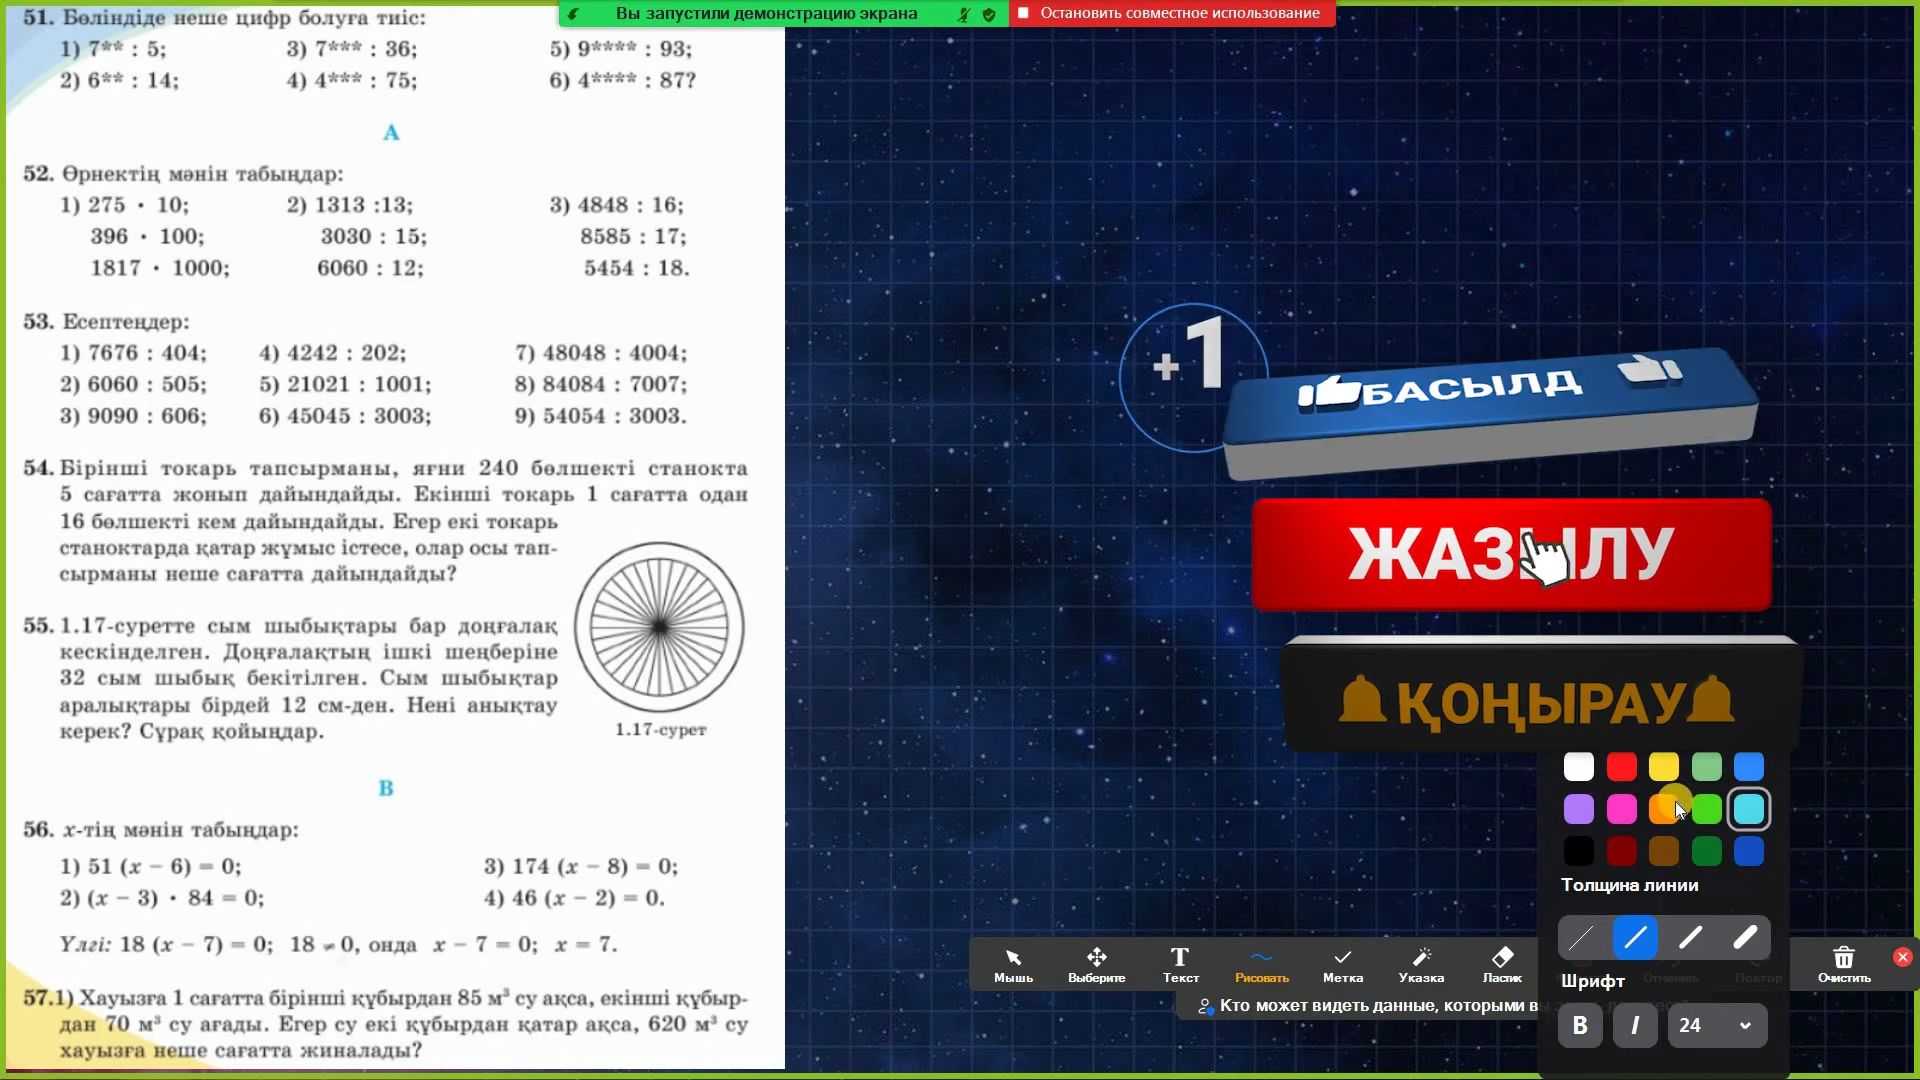 Вы запустили демонстрацию экрана
Остановить совместное использование
51. Бөліндіде неше цифр болуға тиіс:
1) 7** : 5; 3) 7*** : 36; 5) 9**** : 93;
2) 6** : 14; 4) 4*** : 75; 6) 4**** : 87?
А
52. Өрнектің мәнін табыңдар:
1) 275 · 10; 2) 1313 :13; 3) 4848 : 16;
396 · 100; 3030 : 15; 8585 : 17;
1817 · 1000; 6060 : 12; 5454 : 18.
53. Есептеңдер:
1) 7676 : 404; 4) 4242 : 202; 7) 48048 : 4004;
2) 6060 : 505; 5) 21021 : 1001; 8) 84084 : 7007;
3) 9090 : 606; 6) 45045 : 3003; 9) 54054 : 3003.
54. Бірінші токарь тапсырманы, яғни 240 бөлшекті станокта
5 сағатта жонып дайындайды. Екінші токарь 1 сағатта одан
16 бөлшекті кем дайындайды. Егер екі токарь
станоктарда қатар жұмыс істесе, олар осы тап-
сырманы неше сағатта дайындайды?
55. 1.17-суретте сым шыбықтары бар доңғалақ
кескінделген. Доңғалақтың ішкі шеңберіне
32 сым шыбық бекітілген. Сым шыбықтар
аралықтары бірдей 12 см-ден. Нені анықтау
керек? Сұрақ қойыңдар.
1.17-сурет
В
56. x-тің мәнін табыңдар:
1) 51 (x − 6) = 0; 3) 174 (x − 8) = 0;
2) (x − 3) · 84 = 0; 4) 46 (x − 2) = 0.
Үлгі: 18 (x − 7) = 0; 18 ≠ 0, онда x − 7 = 0; x = 7.
57.1) Хауызға 1 сағатта бірінші құбырдан 85 м³ су ақса, екінші құбыр-
дан 70 м³ су ағады. Егер су екі құбырдан қатар ақса, 620 м³ су
хауызға неше сағатта жиналады?
+1
БАСЫЛД
ЖАЗЫЛУ
ҚОҢЫРАУ
Толщина линии
Шрифт
B I 24
Мышь Выберите Текст Рисовать Метка Указка Ластик Очистить
Кто может видеть данные, которыми вы